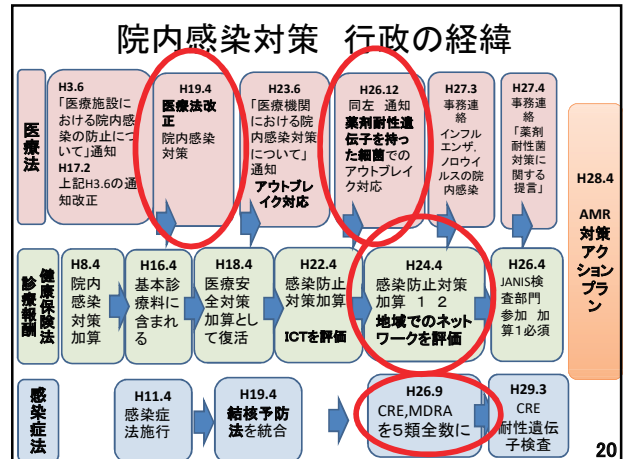 院内感染対策 行政の経緯
医療法
H3.6
「医療施設に
おける院内感
染の防止につ
いて」通知
H17.2
上記H3.6の通
知改正
H19.4
医療法改
正
院内感染
対策
H23.6
「医療機関
における院
内感染対策
について」
通知
アウトブレ
イク対応
H26.12
同左 通知
薬剤耐性遺
伝子を持っ
た細菌での
アウトブレイ
ク対応
H27.3
事務連
絡
インフル
エンザ、
ノロウイ
ルスの院
内感染
H27.4
事務連
絡
「薬剤
耐性菌
対策に
関する
提言」
H28.4
AMR
対策ア
クション
プラ
ン
健康保険法
診療報酬
H8.4
院内
感染
対策
加算
H16.4
基本診
療料に
含まれ
る
H18.4
医療安
全対策
加算とし
て復活
H22.4
感染防止
対策加算
ICTを評価
H24.4
感染防止対策
加算 1 2
地域でのネット
ワークを評価
H26.4
JANIS検
査部門
参加 加
算1必須
感染症法
H11.4
感染症
法施行
H19.4
結核予防
法を統合
H26.9
CRE,MDRA
を5類全数に
H29.3
CRE
耐性遺伝
子検査
20